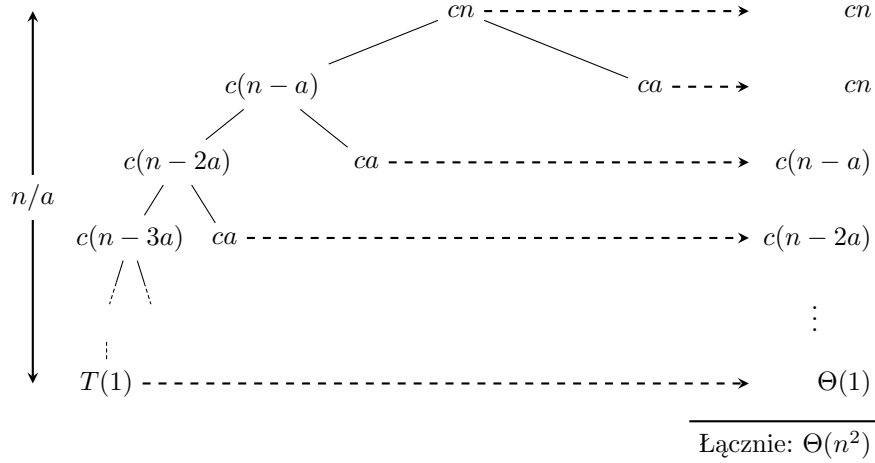 cn cn
c(n − a) ca cn
c(n − 2a) ca c(n − a)
n/a
c(n − 3a) ca c(n − 2a)
⋮
T(1) Θ(1)
Łącznie: Θ(n²)